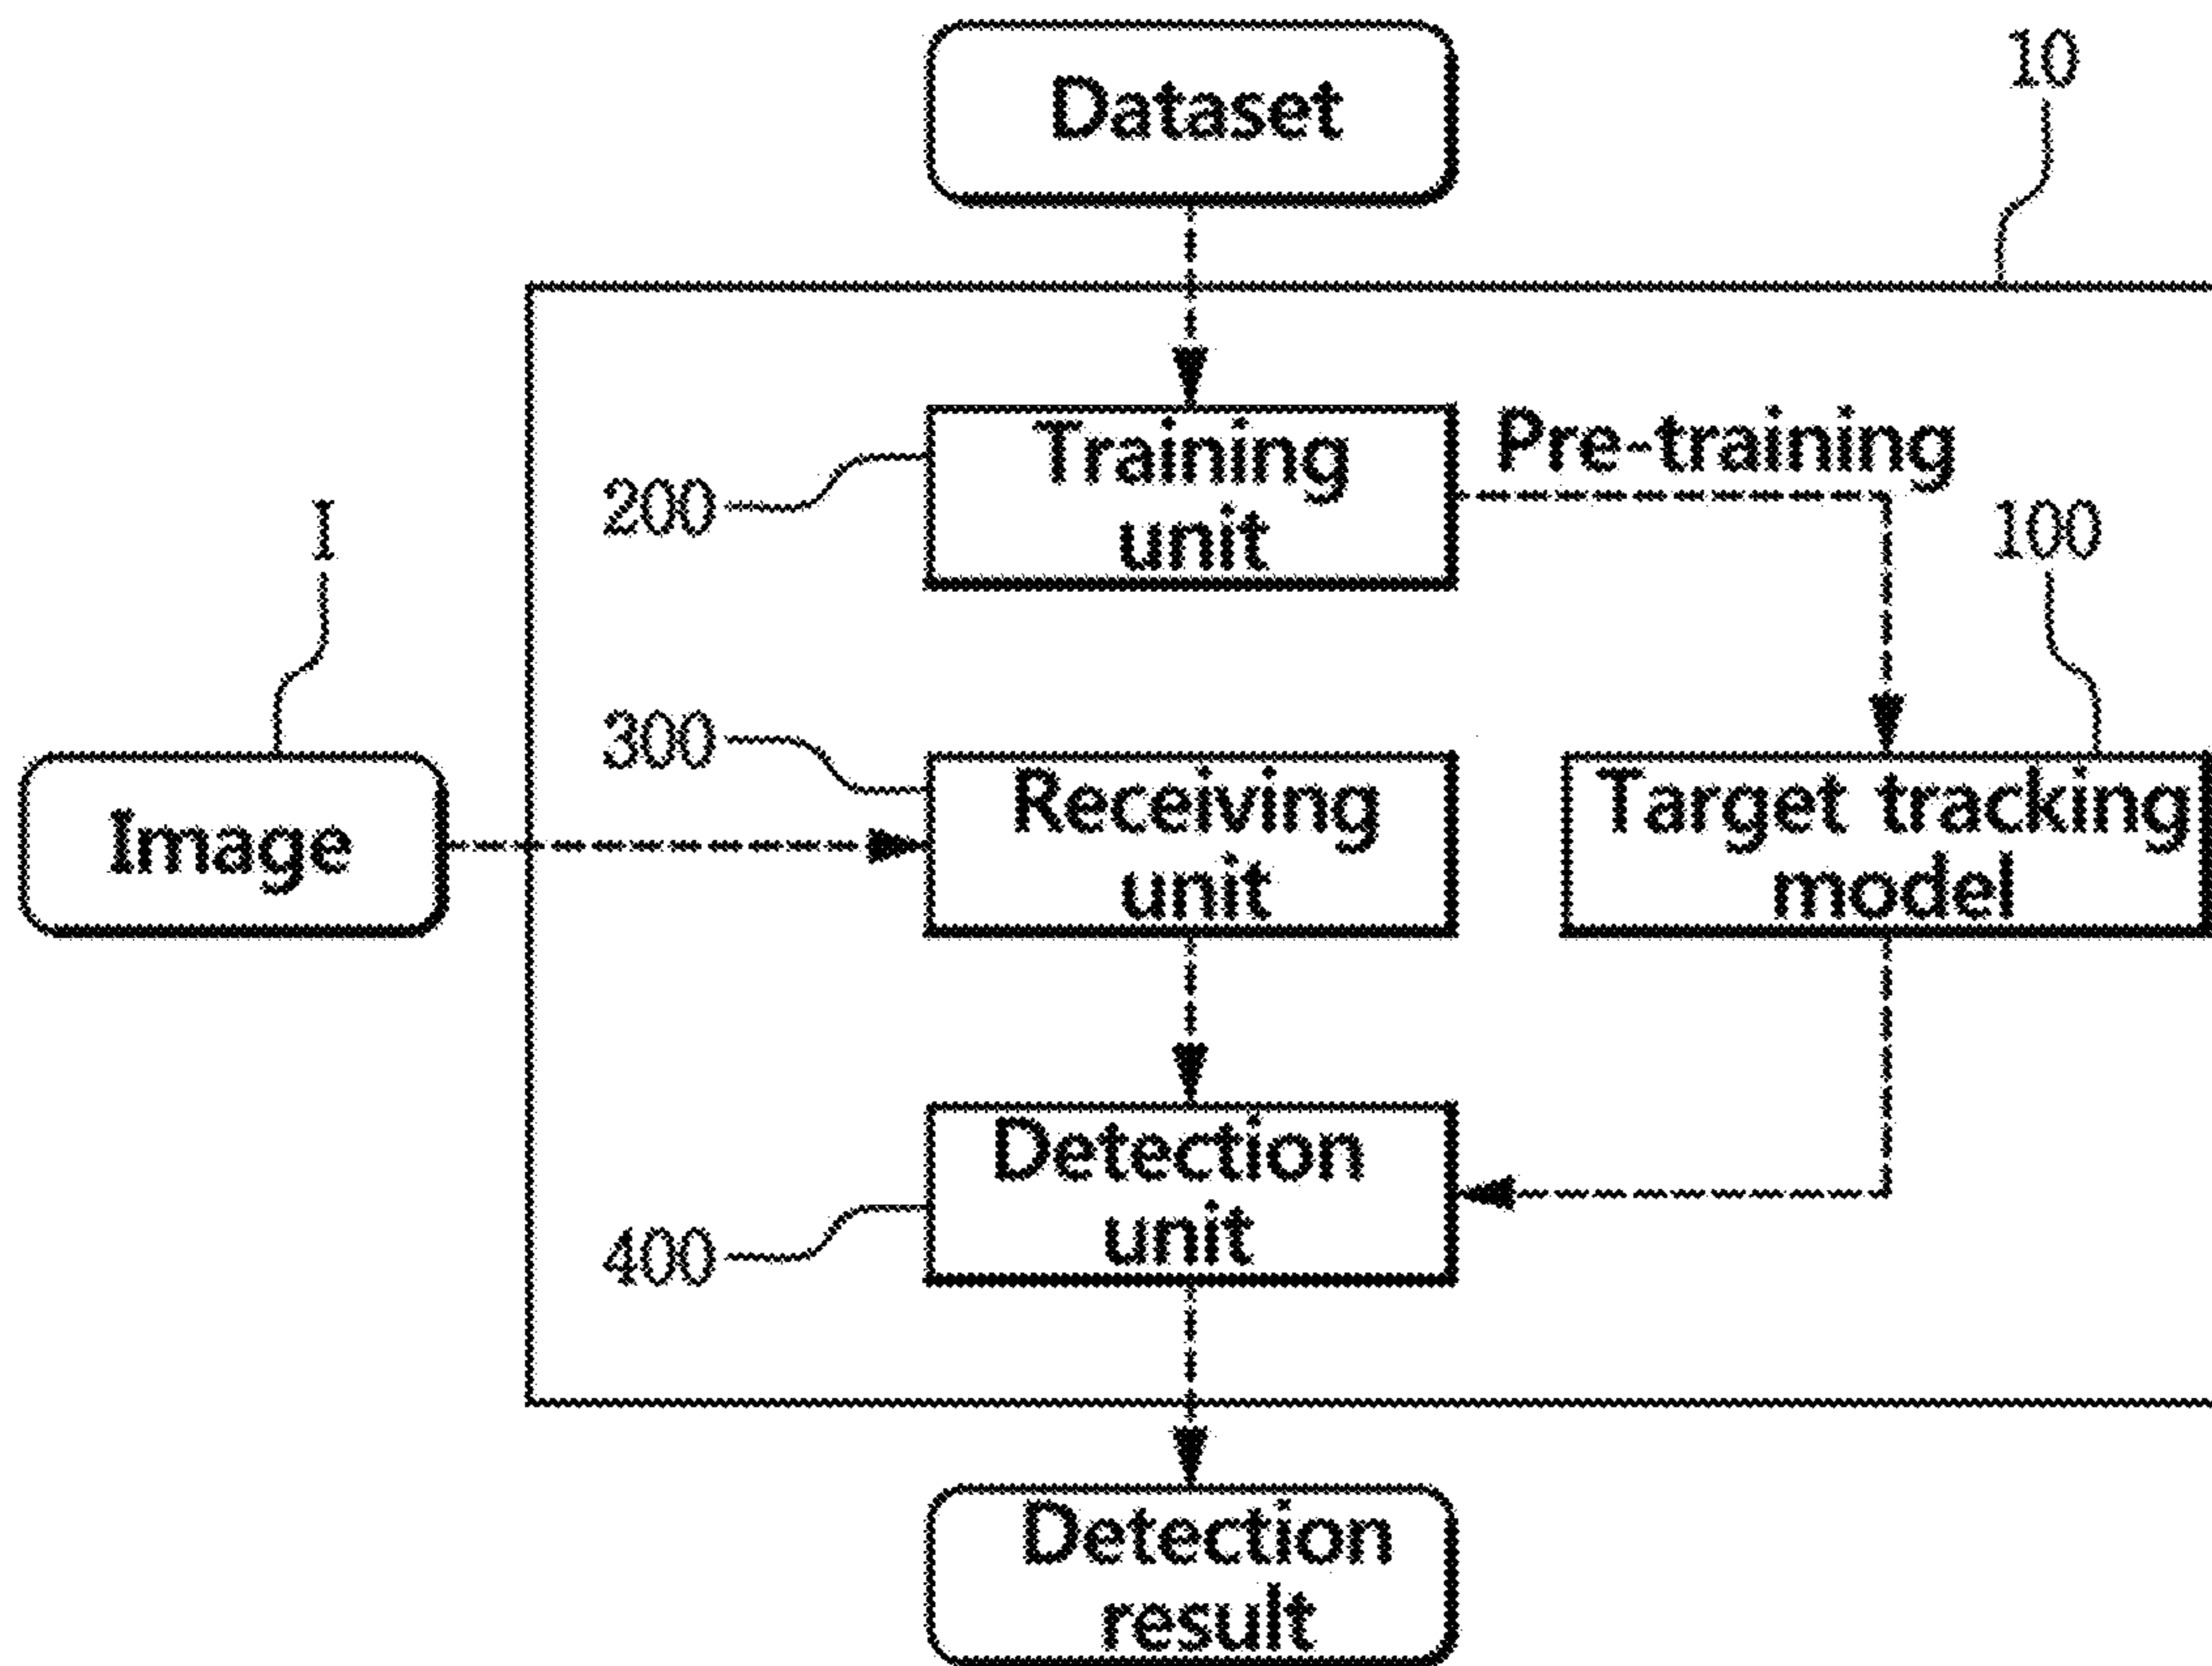 Dataset
10
Training
unit
Pre-training
200
100
I
300
Image
Receiving
unit
Target tracking
model
Detection
unit
400
Detection
result